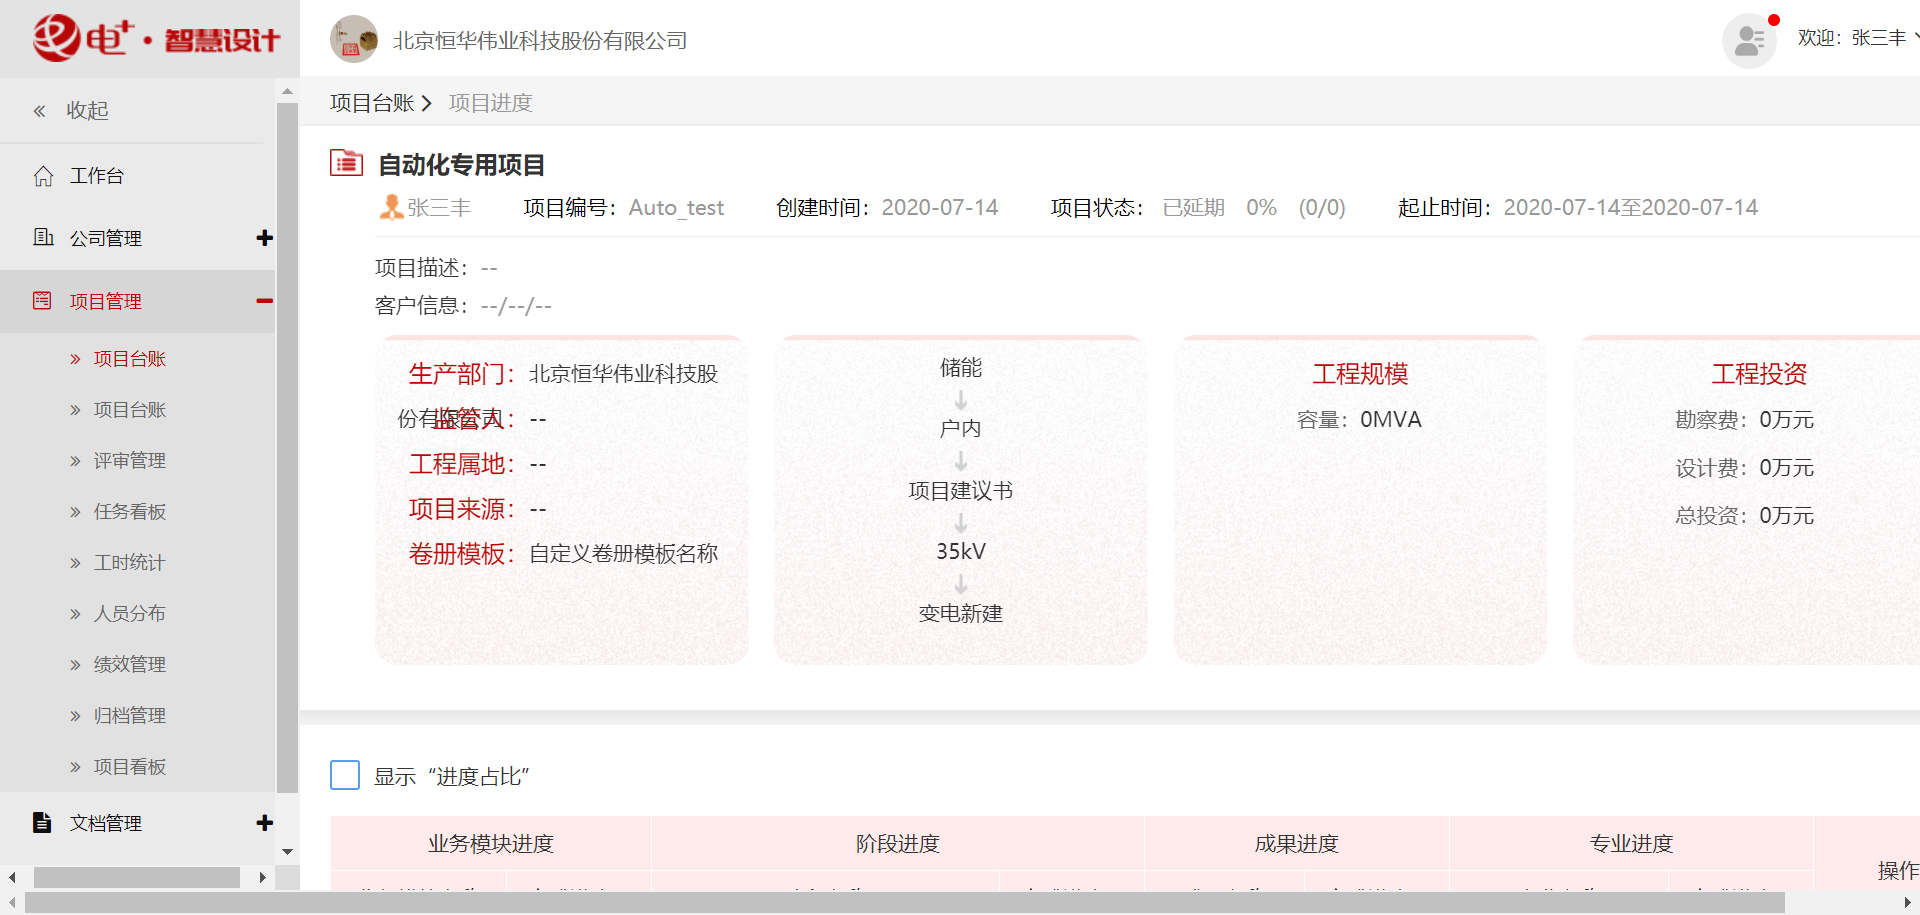 电+·智慧设计
北京恒华伟业科技股份有限公司
欢迎：张三丰
收起
项目台账 项目进度
工作台
公司管理
项目管理
项目台账
项目台账
评审管理
任务看板
工时统计
人员分布
绩效管理
归档管理
项目看板
文档管理
自动化专用项目
张三丰 项目编号：Auto_test 创建时间：2020-07-14 项目状态：已延期 0% (0/0) 起止时间：2020-07-14至2020-07-14
项目描述：--
客户信息：--/--/--
生产部门：北京恒华伟业科技股
份有限公司
监管人：--
工程属地：--
项目来源：--
卷册模板：自定义卷册模板名称
储能
户内
项目建议书
35kV
变电新建
工程规模
容量：0MVA
工程投资
勘察费：0万元
设计费：0万元
总投资：0万元
显示“进度占比”
业务模块进度 阶段进度 成果进度 专业进度 操作